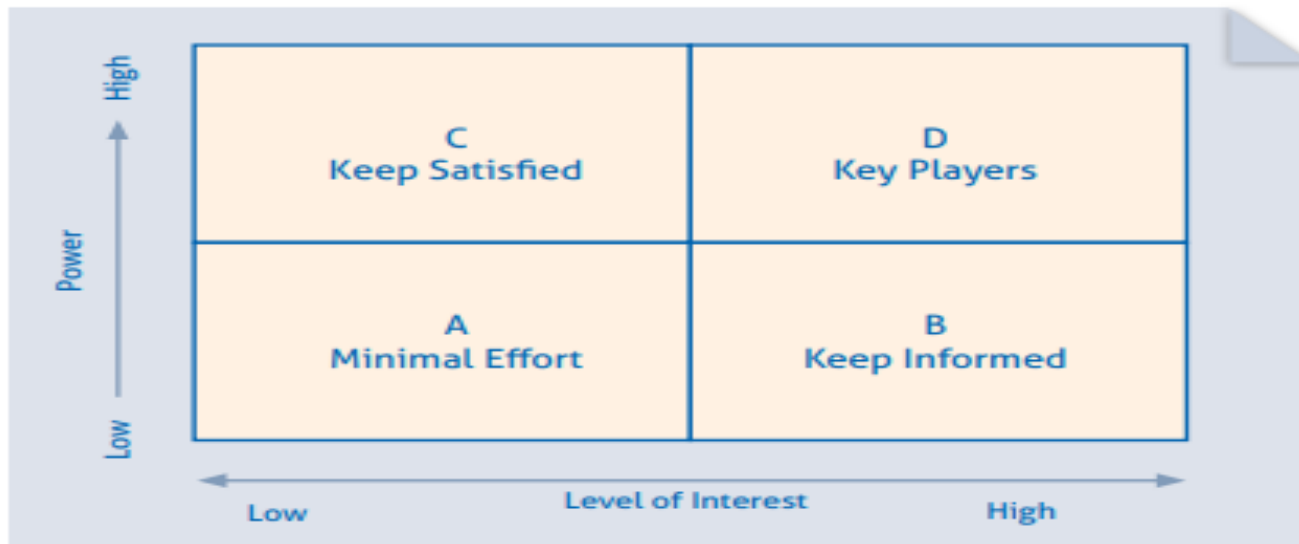 High
C
Keep Satisfied
D
Key Players
Power
A
Minimal Effort
B
Keep Informed
Low
Low
Level of Interest
High